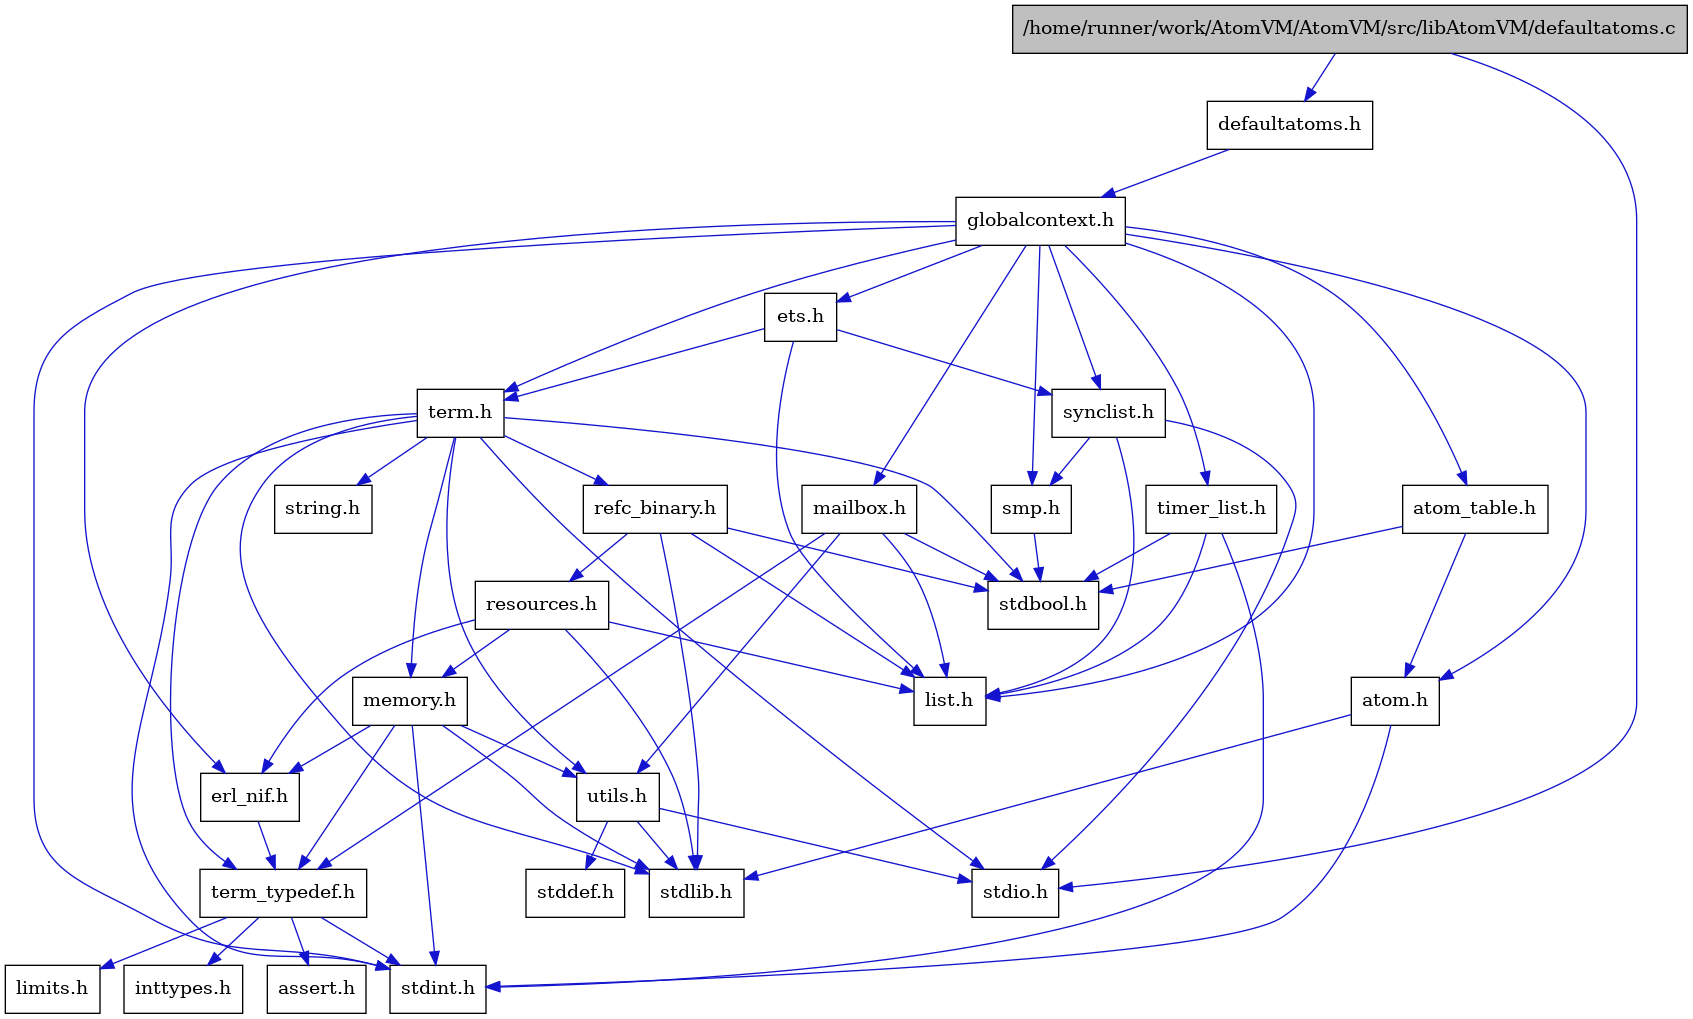 /home/runner/work/AtomVM/AtomVM/src/libAtomVM/defaultatoms.c
defaultatoms.h
globalcontext.h
ets.h
term.h
synclist.h
string.h
refc_binary.h
mailbox.h
smp.h
timer_list.h
atom_table.h
resources.h
stdbool.h
memory.h
list.h
atom.h
erl_nif.h
utils.h
term_typedef.h
stddef.h
stdlib.h
stdio.h
limits.h
inttypes.h
assert.h
stdint.h